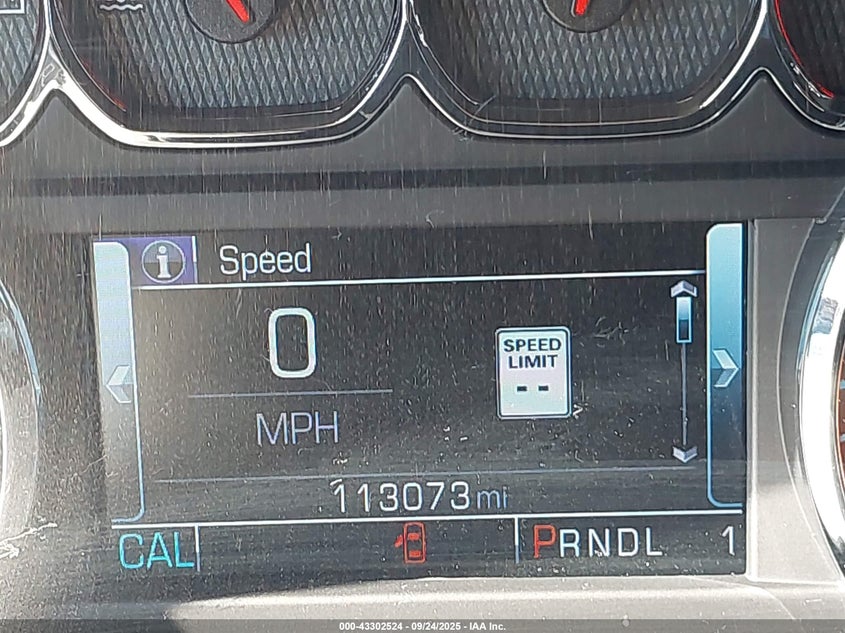 Speed
0
MPH
SPEED
LIMIT
--
113073 mi
CAL
PRNDL 1
000-43302524 - 09/24/2025 - IAA Inc.